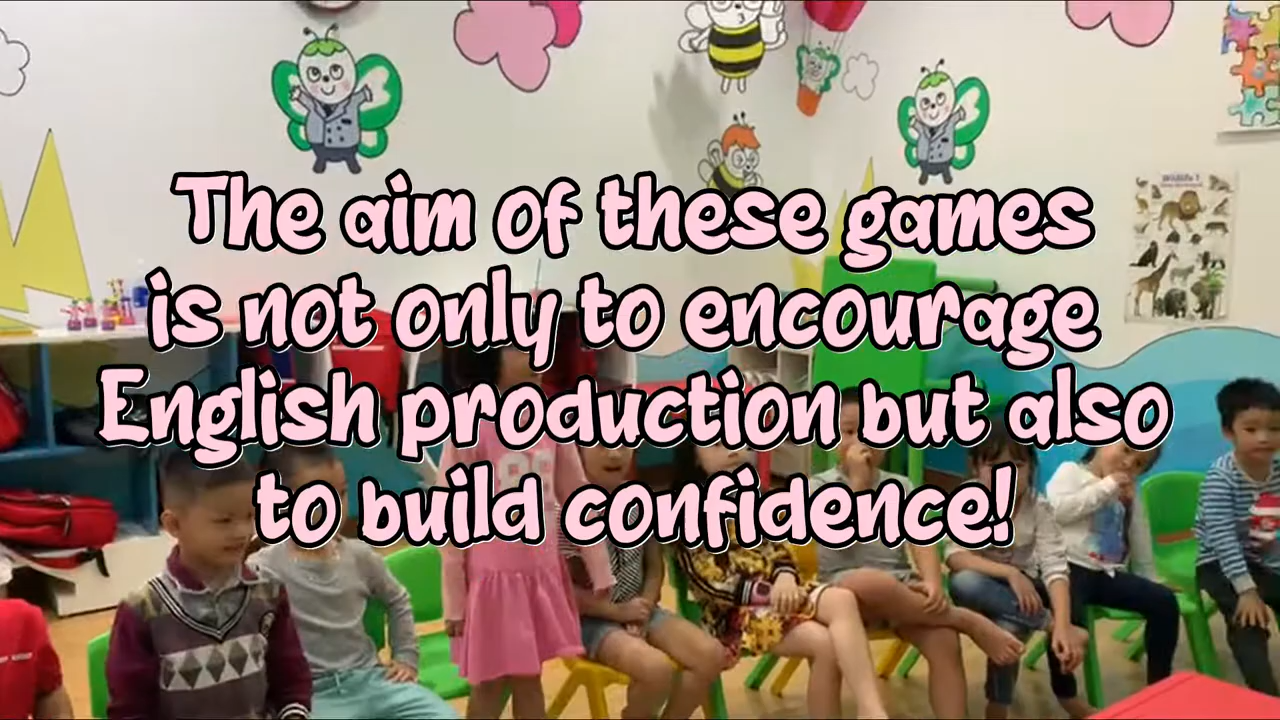 The aim of these games
is not only to encourage
English production but also
to build confidence!